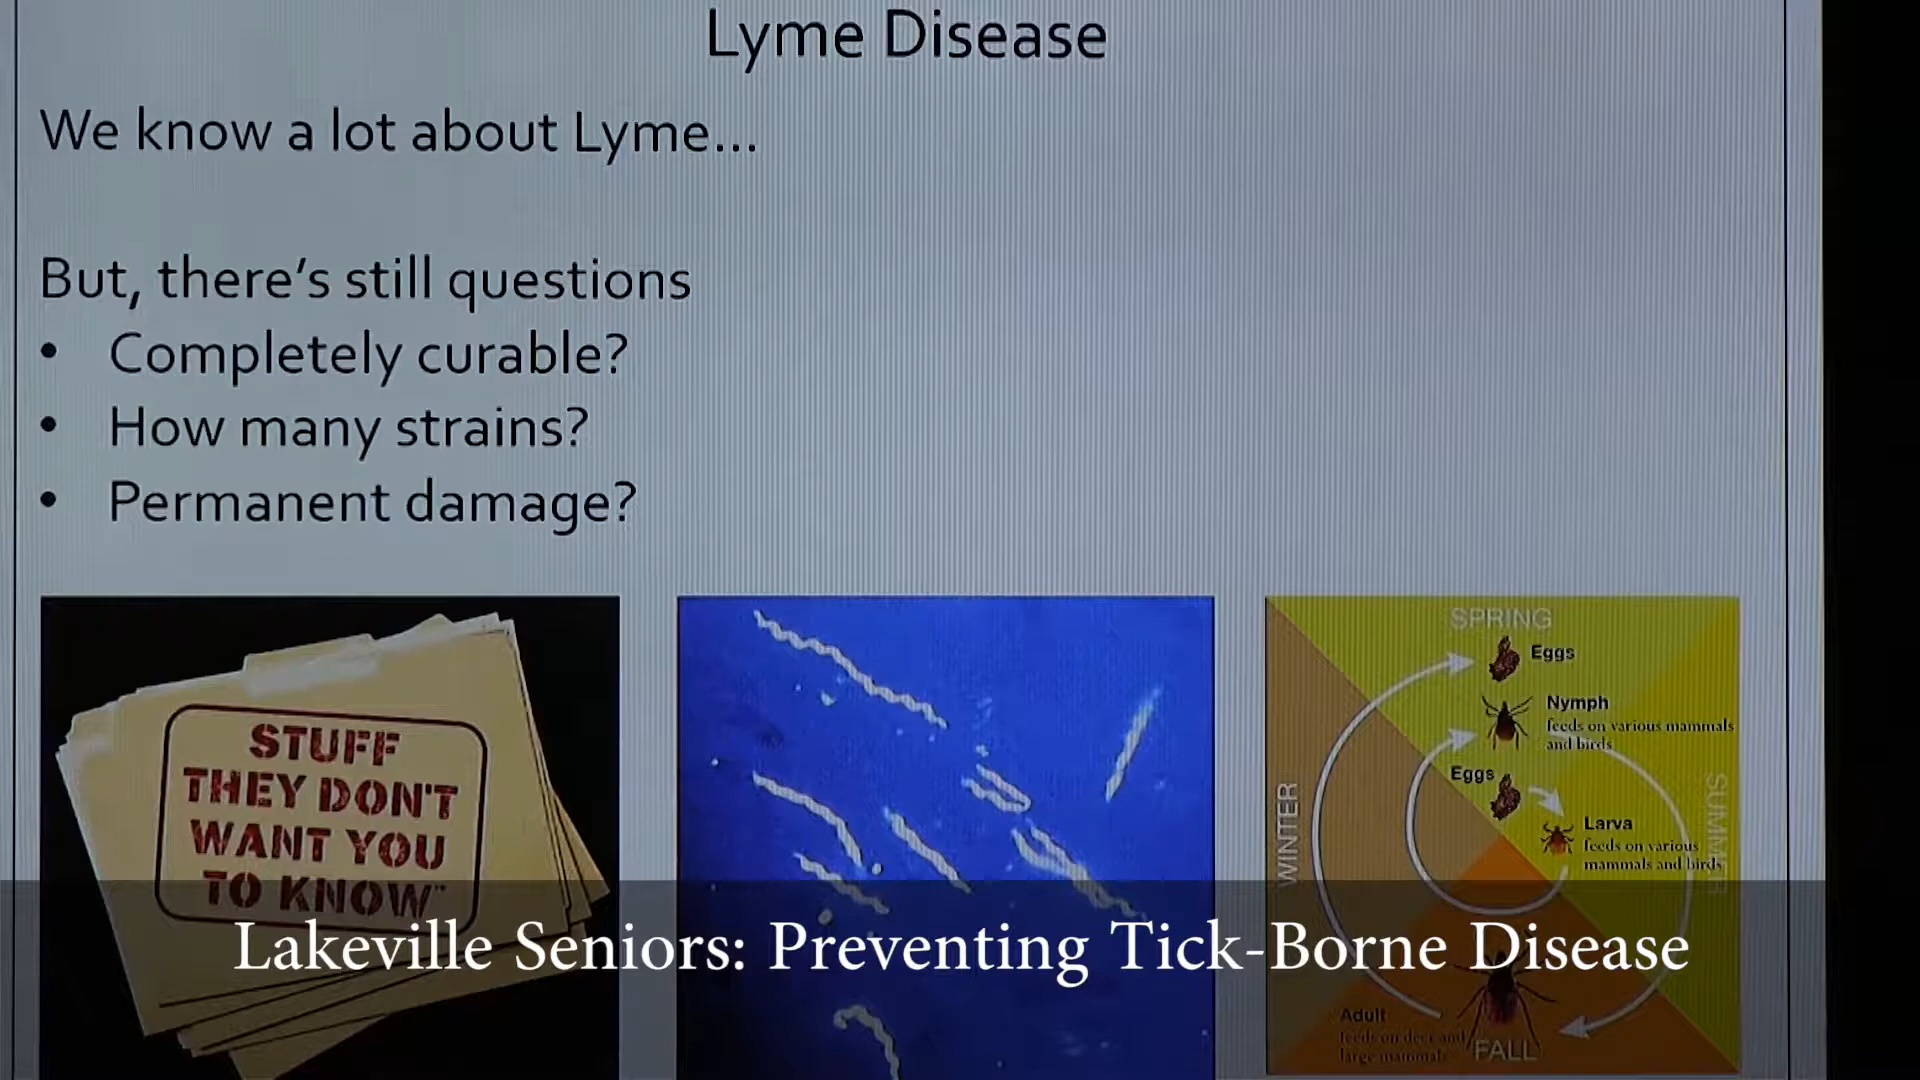 Lyme Disease
We know a lot about Lyme...
But, there's still questions
• Completely curable?
• How many strains?
• Permanent damage?
STUFF
THEY DON'T
WANT YOU
TO KNOW™
SPRING
Eggs
Nymph
feeds on various mammals
and birds
Eggs
Larva
feeds on various
mammals and birds
WINTER
SUMMER
Lakeville Seniors: Preventing Tick-Borne Disease
Adult
feeds on deer and
large mammals
FALL